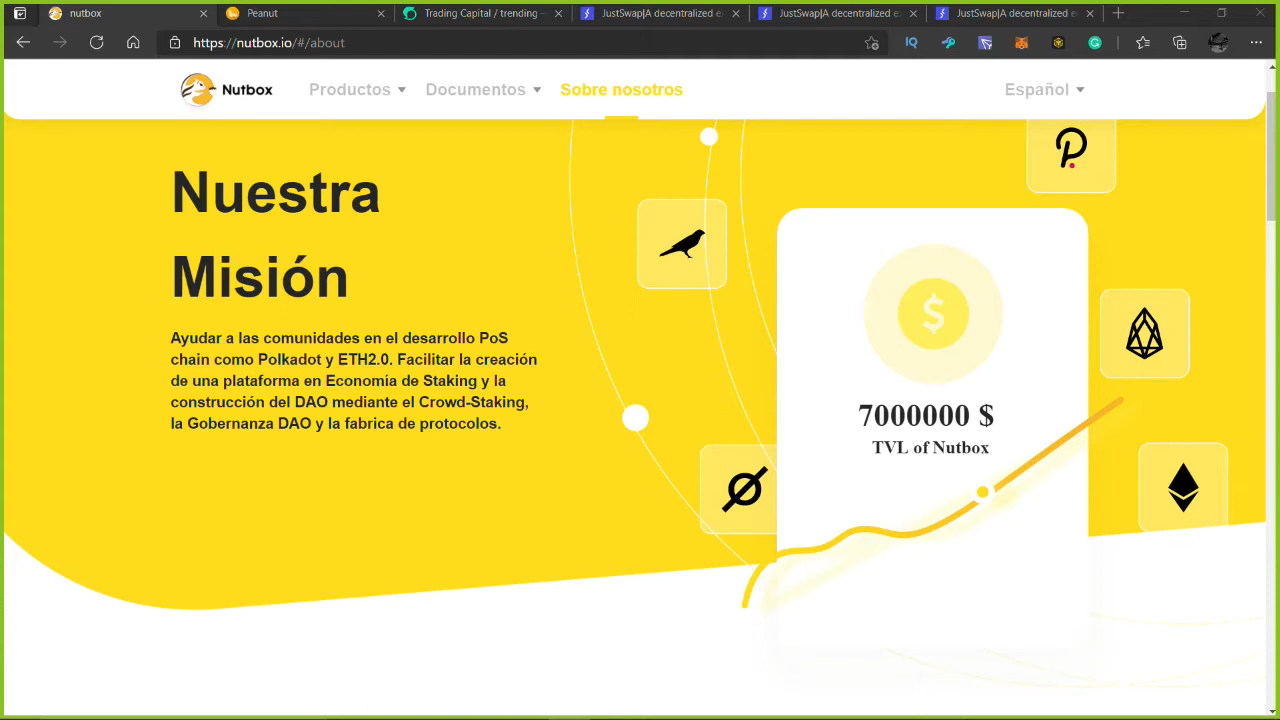 nutbox
Peanut
Trading Capital / trending –
JustSwap|A decentralized e
JustSwap|A decentralized e
JustSwap|A decentralized e
https://nutbox.io/#/about
IQ
Nutbox
Productos
Documentos
Sobre nosotros
Español
Nuestra
Misión
Ayudar a las comunidades en el desarrollo PoS
chain como Polkadot y ETH2.0. Facilitar la creación
de una plataforma en Economía de Staking y la
construcción del DAO mediante el Crowd-Staking,
la Gobernanza DAO y la fabrica de protocolos.
$
7000000 $
TVL of Nutbox